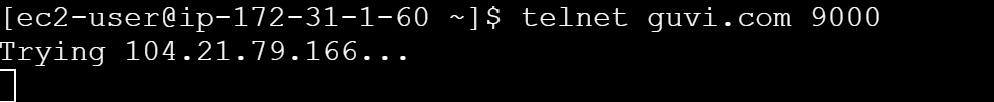 [ec2-user@ip-172-31-1-60 ~]$ telnet guvi.com 9000
Trying 104.21.79.166...